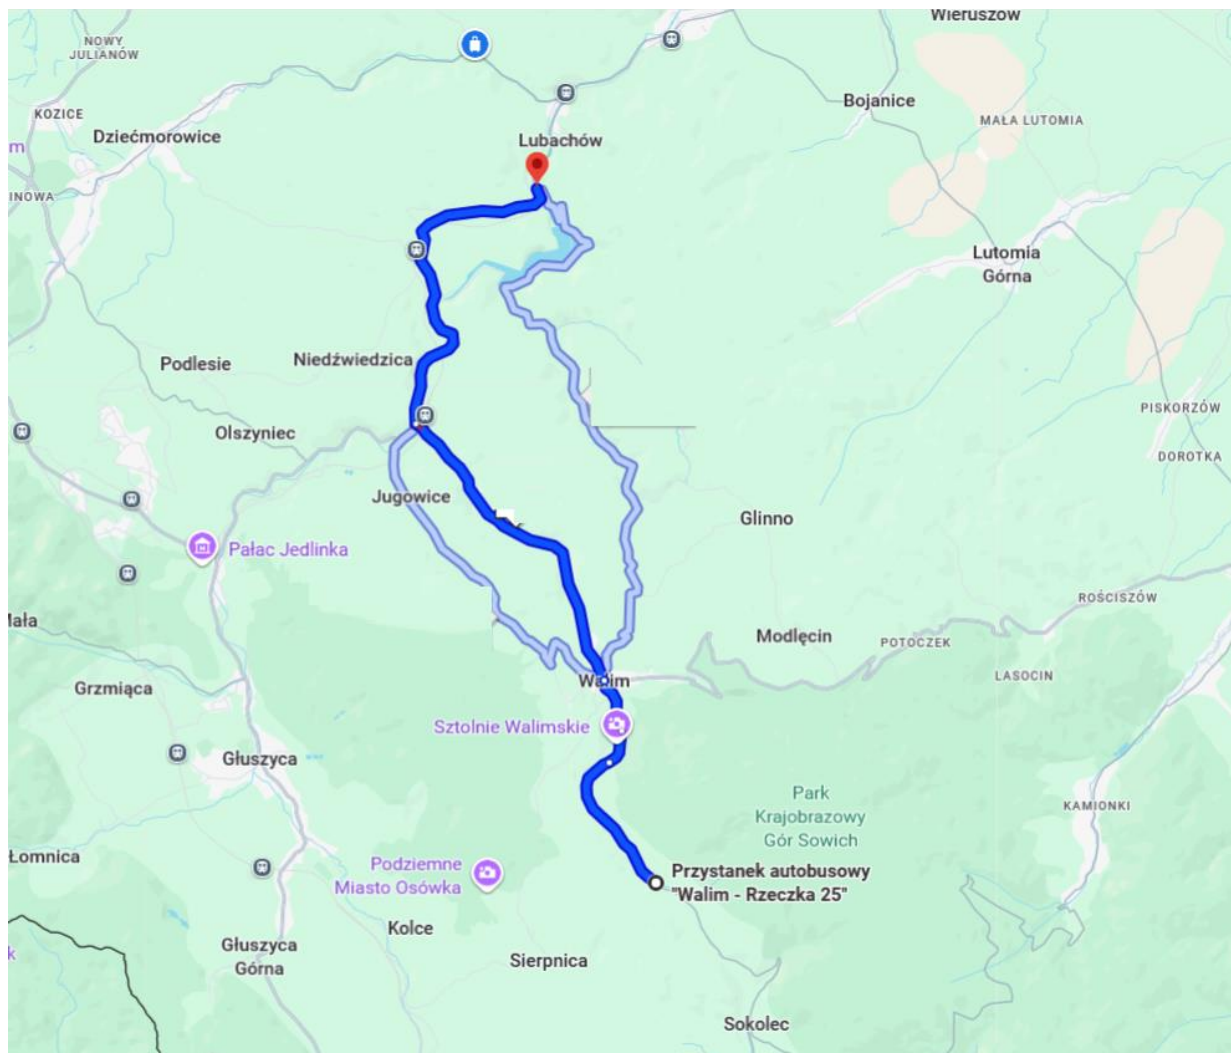 Wieruszów
NOWY
JULIANÓW
Bojanice
KOZICE
MAŁA LUTOMIA
Dziećmorowice
Lubachów
m
INOWA
Lutomia
Górna
Niedźwiedzica
Podlesie
PISKORZÓW
Olszyniec
DOROTKA
Jugowice
Glinno
Pałac Jedlinka
ROŚCISZÓW
Mała
Modlęcin
POTOCZEK
LASOCIN
Walim
Grzmiąca
Sztolnie Walimskie
Głuszyca
Park
Krajobrazowy
Gór Sowich
KAMIONKI
Łomnica
Podziemne
Miasto Osówka
Przystanek autobusowy
"Walim - Rzeczka 25"
Kolce
Głuszyca
Górna
k
Sierpnica
Sokolec